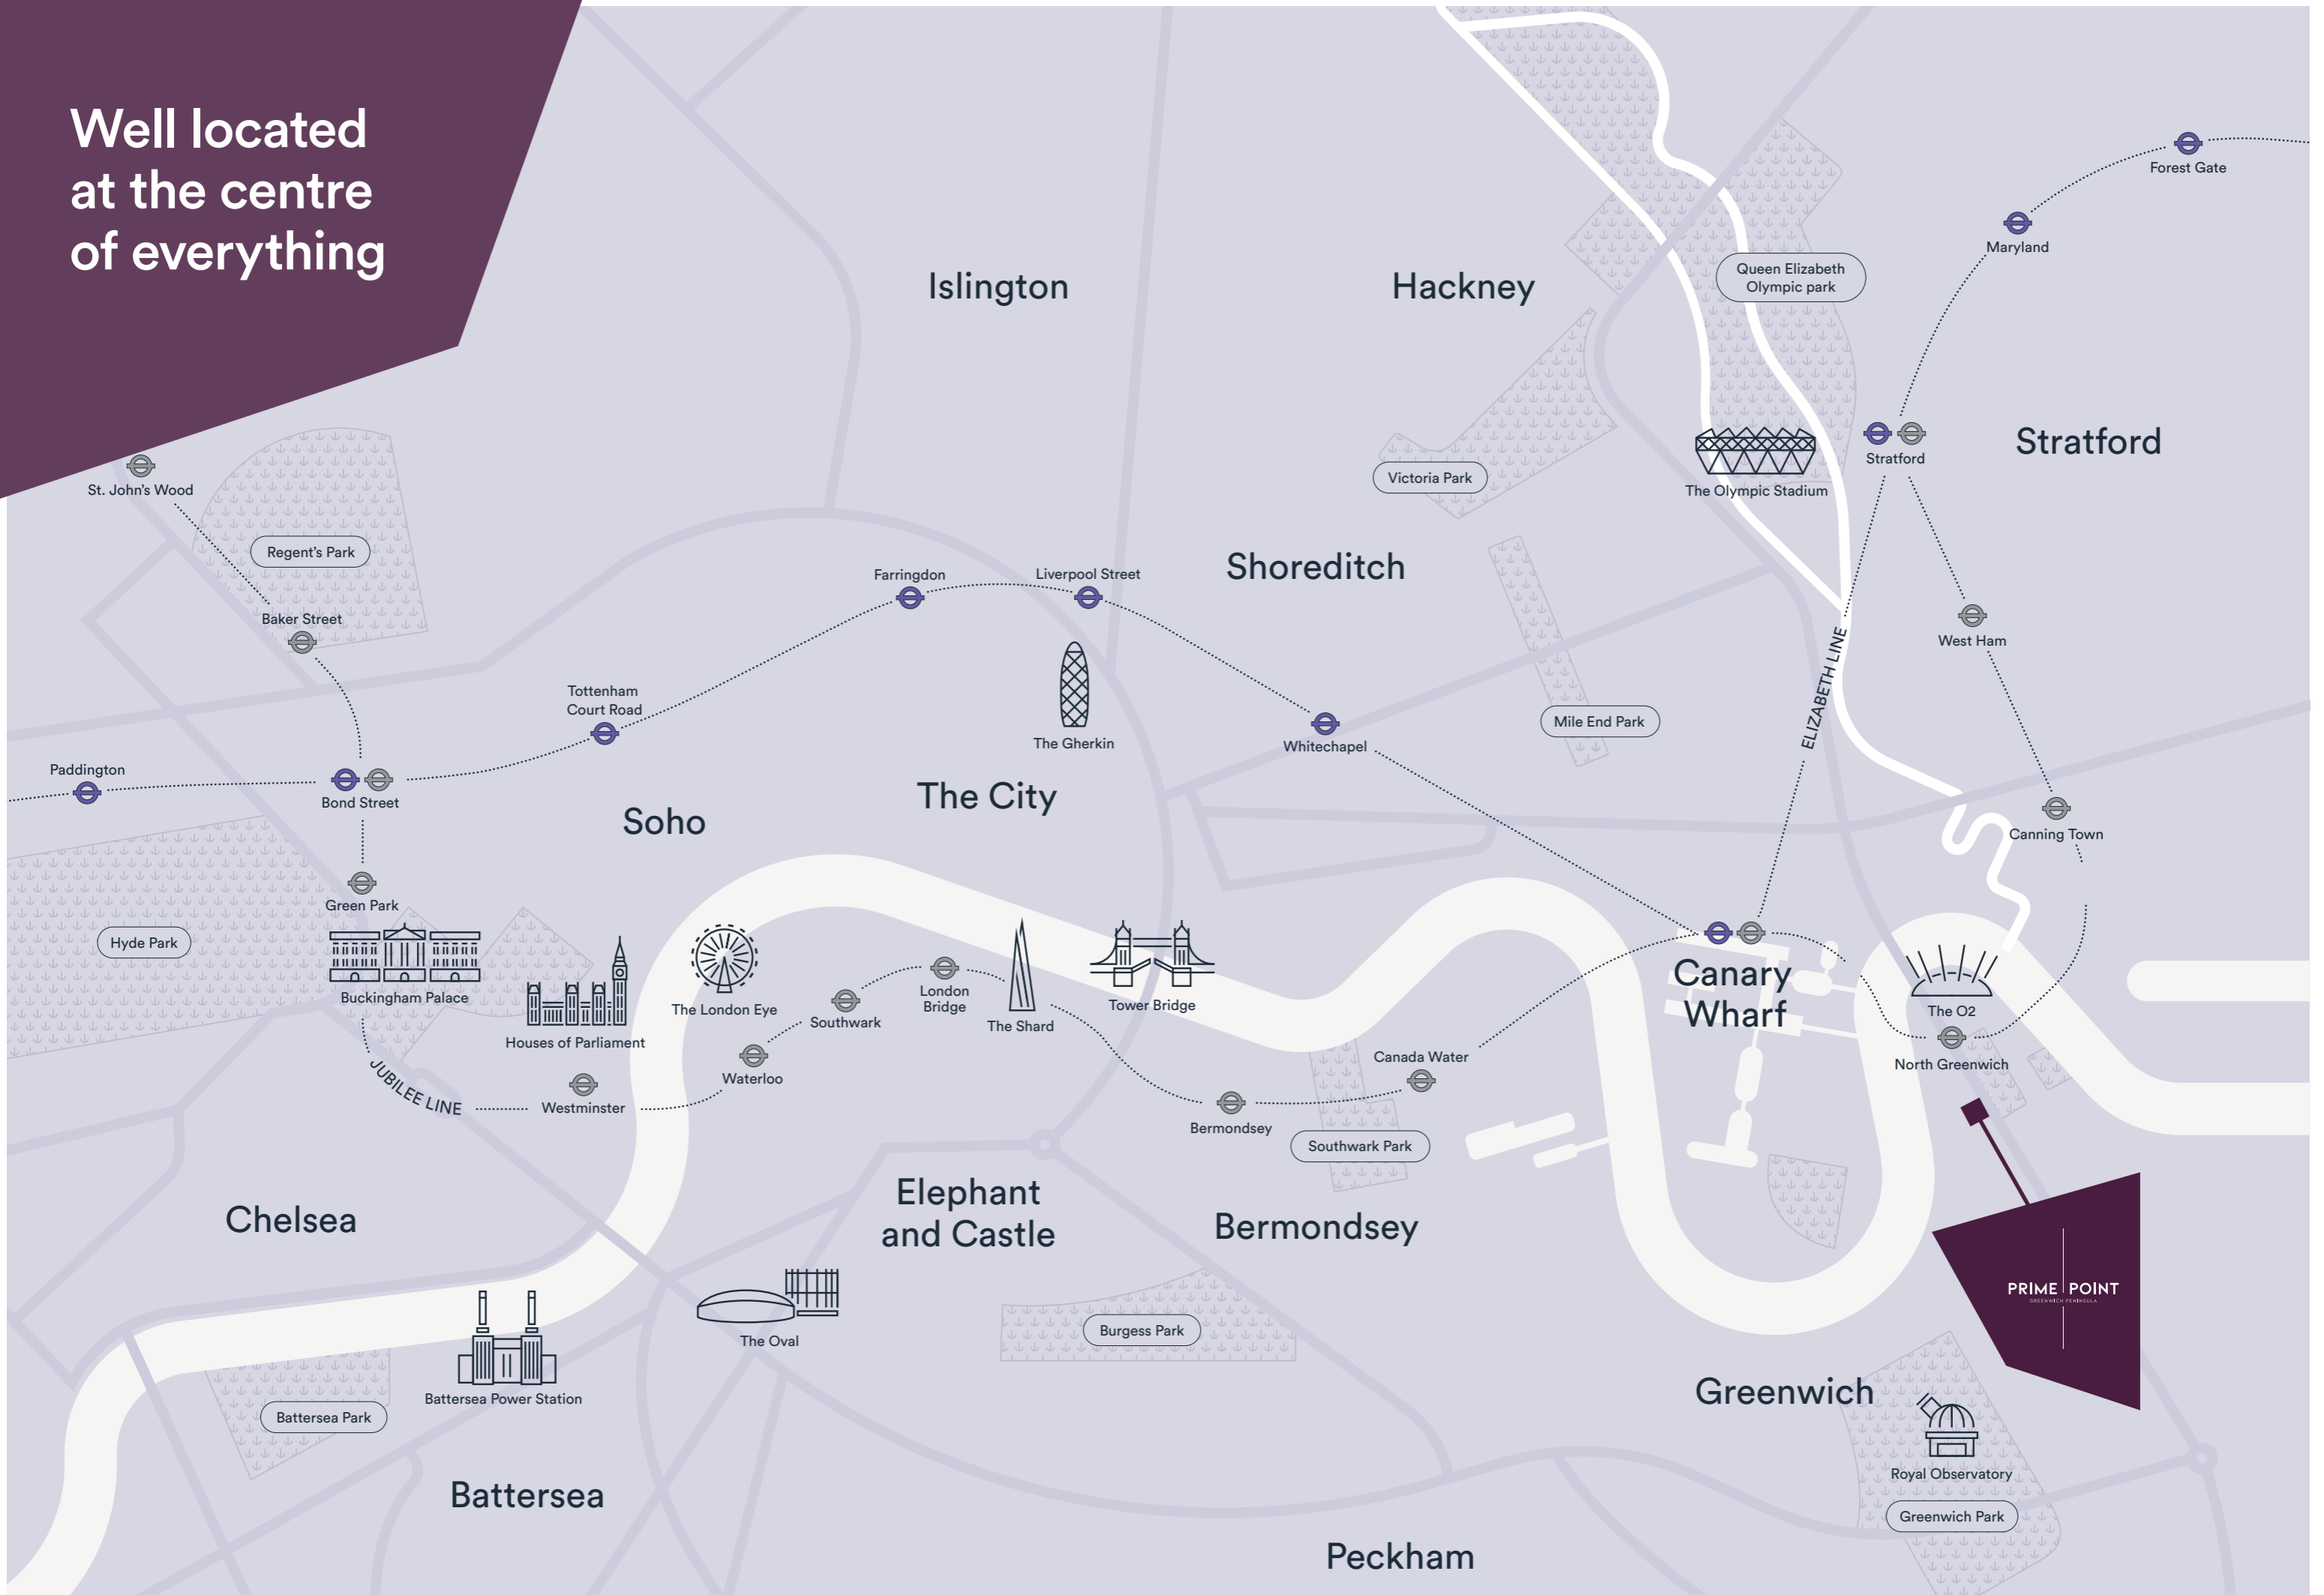 Well located
at the centre
of everything
Forest Gate
Maryland
Islington
Hackney
Queen Elizabeth
Olympic park
Stratford
Stratford
St. John's Wood
Victoria Park
The Olympic Stadium
Regent's Park
Shoreditch
Farringdon
Liverpool Street
Baker Street
West Ham
ELIZABETH LINE
Tottenham
Court Road
The Gherkin
Mile End Park
Whitechapel
Paddington
Bond Street
The City
Soho
Canning Town
Green Park
Hyde Park
Buckingham Palace
Houses of Parliament
The London Eye
Southwark
London
Bridge
The Shard
Tower Bridge
Canary
Wharf
The O2
North Greenwich
Canada Water
JUBILEE LINE
Westminster
Waterloo
Bermondsey
Southwark Park
Chelsea
Elephant
and Castle
Bermondsey
PRIME POINT
GREENWICH PENINSULA
The Oval
Burgess Park
Battersea Power Station
Battersea Park
Greenwich
Royal Observatory
Greenwich Park
Battersea
Peckham